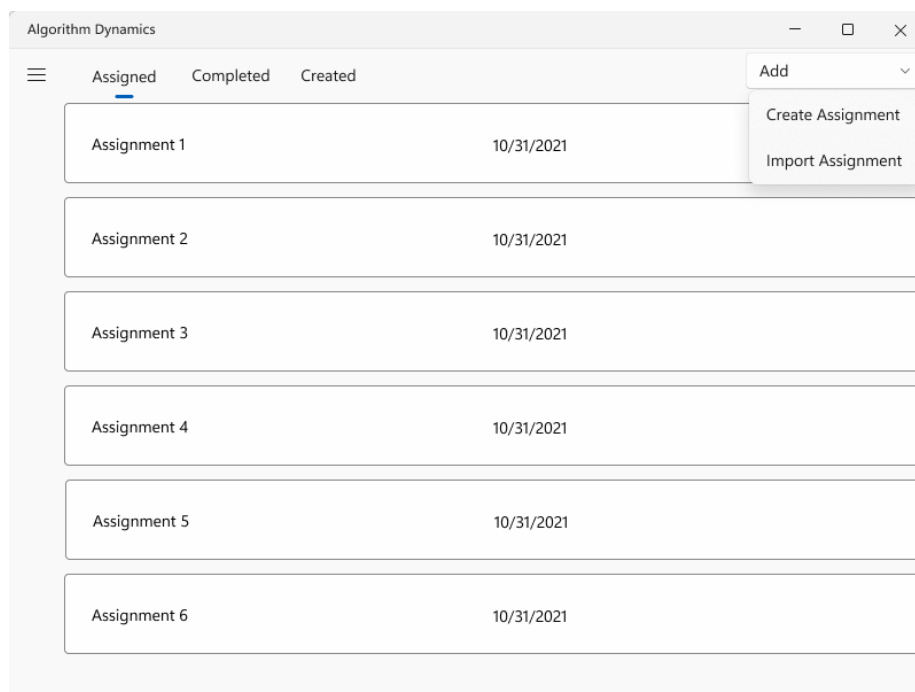 Algorithm Dynamics
Assigned Completed Created Add
Create Assignment
Import Assignment
Assignment 1 10/31/2021
Assignment 2 10/31/2021
Assignment 3 10/31/2021
Assignment 4 10/31/2021
Assignment 5 10/31/2021
Assignment 6 10/31/2021